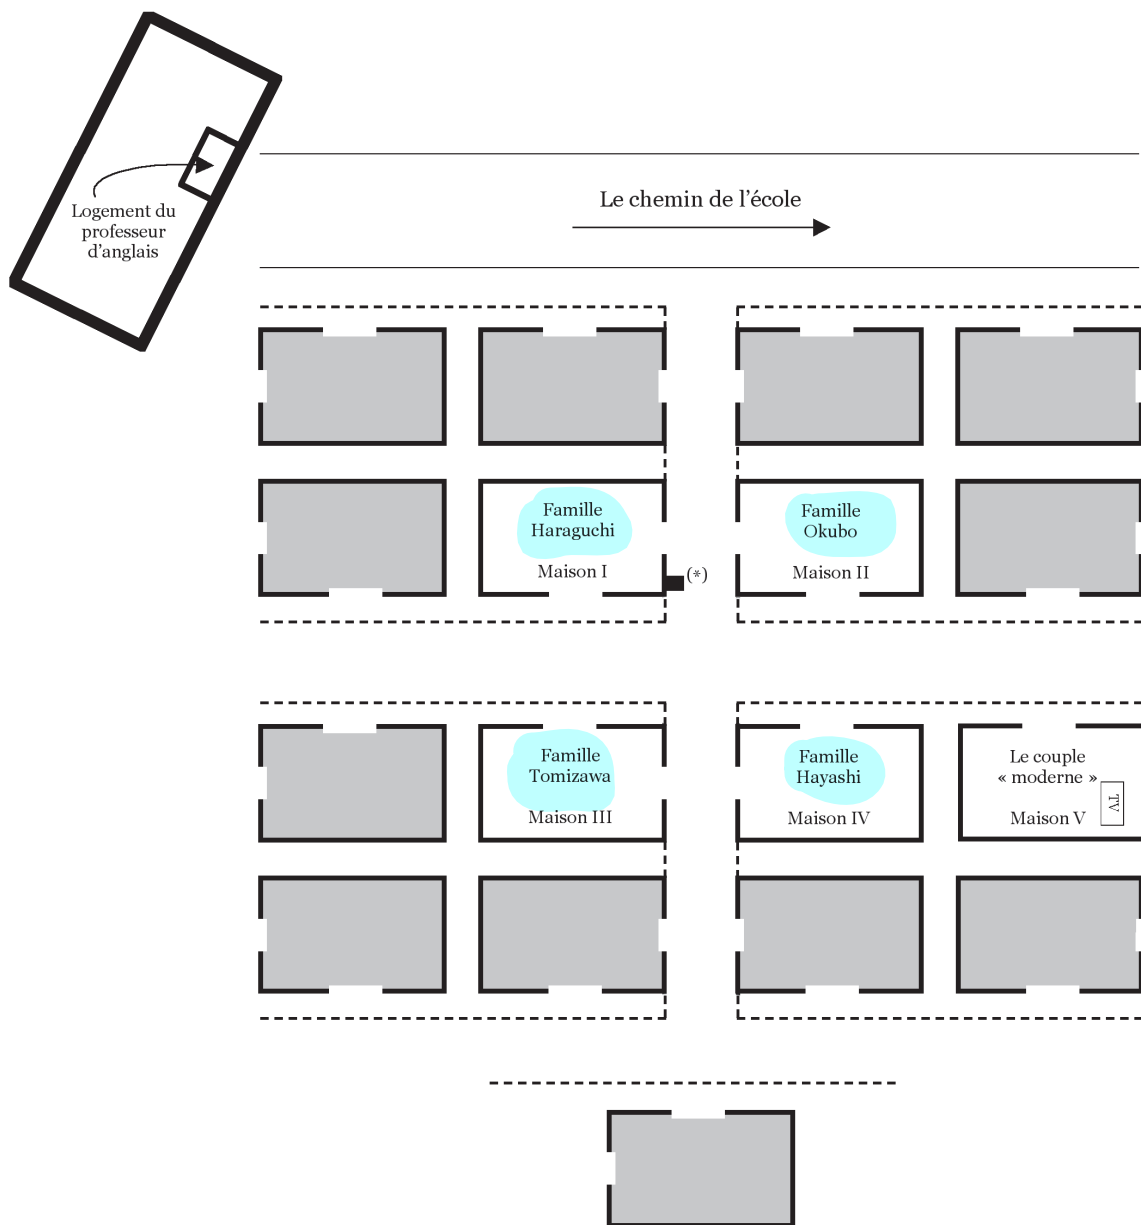 Le chemin de l'école
Logement du
professeur
d'anglais
Famille
Haraguchi
Maison I
(*)
Famille
Okubo
Maison II
Famille
Tomizawa
Maison III
Famille
Hayashi
Maison IV
Le couple
« moderne »
Maison V
TV